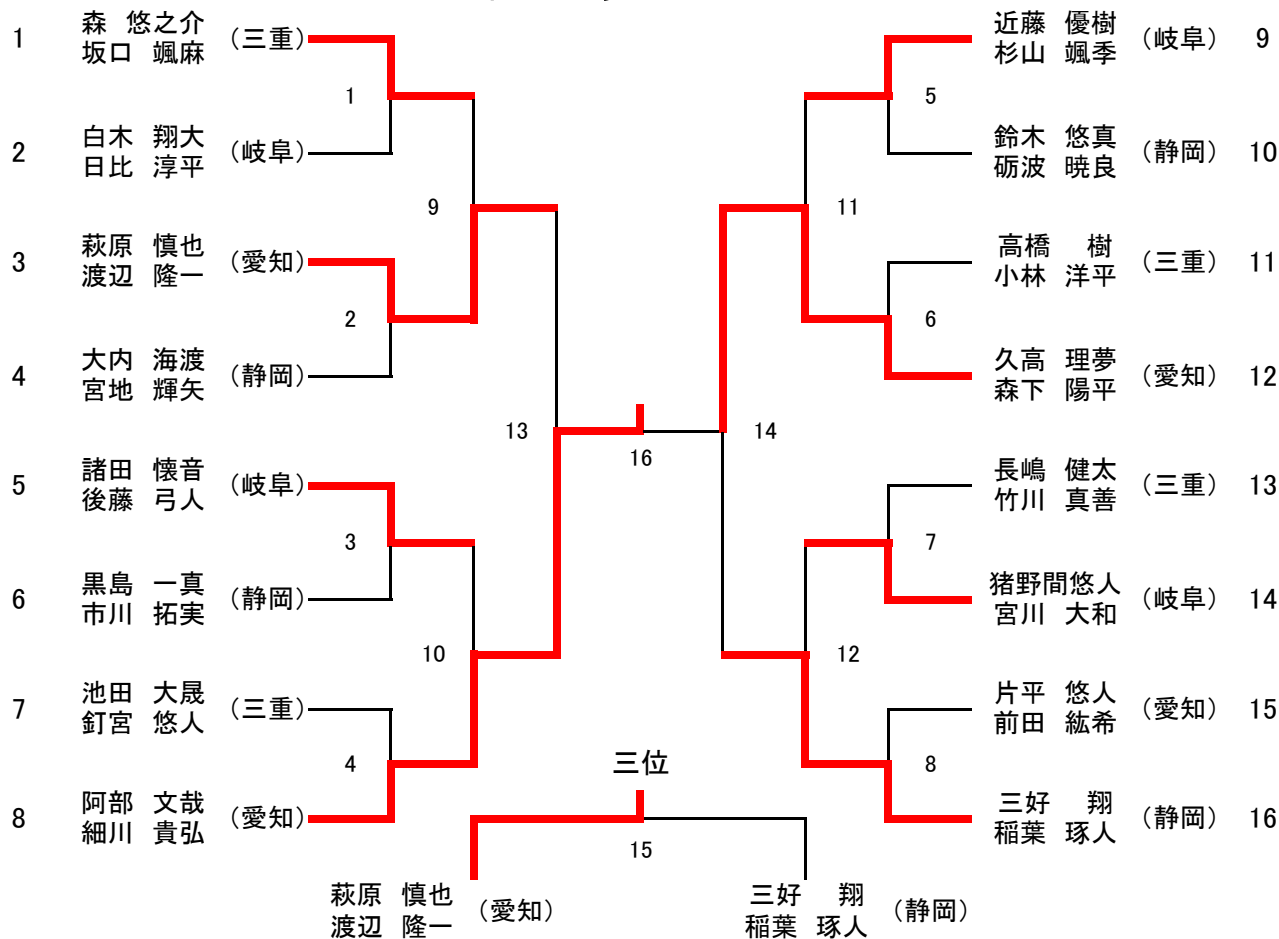 1 森 悠之介 (三重)
坂口 颯麻
1
2 白木 翔大 (岐阜)
日比 淳平
9
3 萩原 慎也 (愛知)
渡辺 隆一
2
4 大内 海渡 (静岡)
宮地 輝矢
13
5 諸田 懐音 (岐阜)
後藤 弓人
3
6 黒島 一真 (静岡)
市川 拓実
10
7 池田 大晟 (三重)
釘宮 悠人
4
8 阿部 文哉 (愛知)
細川 貴弘
16
近藤 優樹 (岐阜) 9
杉山 颯季
5
鈴木 悠真 (静岡) 10
砺波 暁良
11
高橋 樹 (三重) 11
小林 洋平
6
久高 理夢 (愛知) 12
森下 陽平
14
長嶋 健太 (三重) 13
竹川 真善
7
猪野間悠人 (岐阜) 14
宮川 大和
12
片平 悠人 (愛知) 15
前田 紘希
8
三好 翔 (静岡) 16
稲葉 琢人
三位
15
萩原 慎也 (愛知)
渡辺 隆一
三好 翔 (静岡)
稲葉 琢人